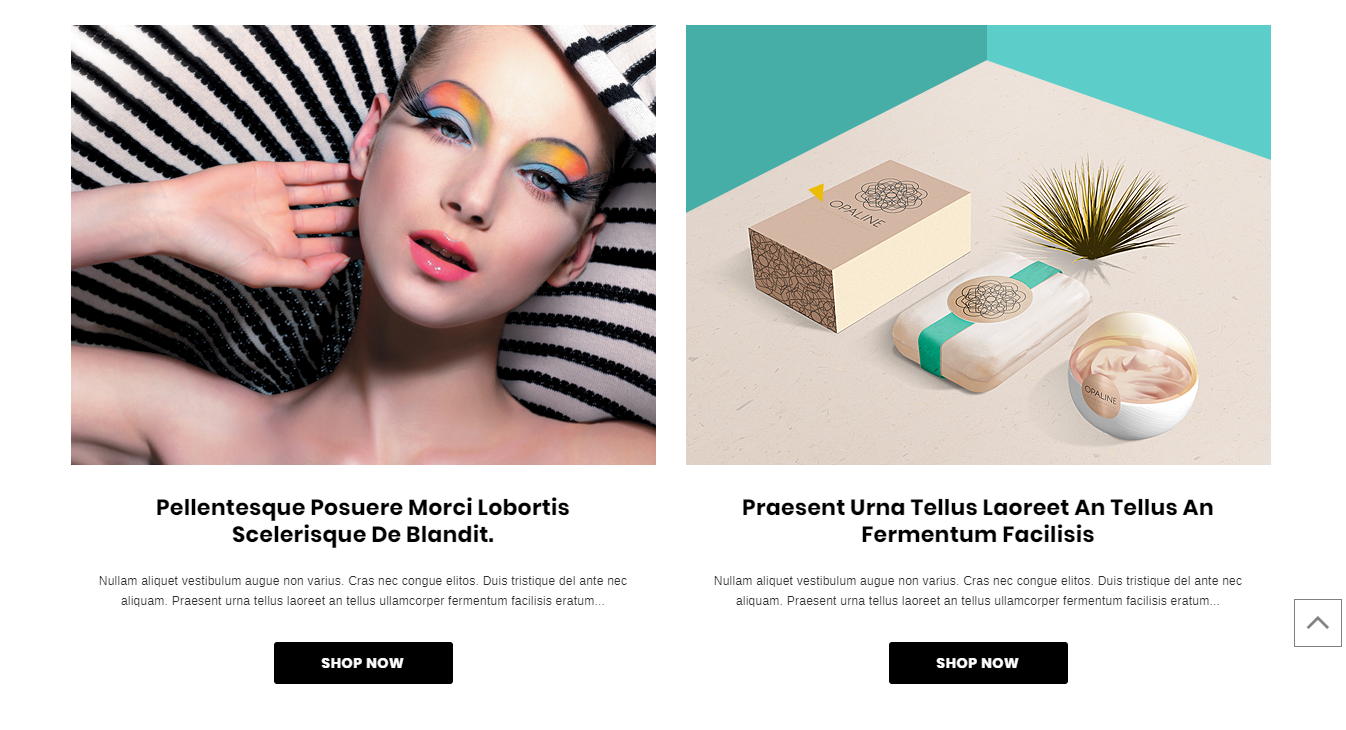 OPALINE
OPALINE
Pellentesque Posuere Morci Lobortis
Scelerisque De Blandit.
Nullam aliquet vestibulum augue non varius. Cras nec congue elitos. Duis tristique del ante nec
aliquam. Praesent urna tellus laoreet an tellus ullamcorper fermentum facilisis eratum...
SHOP NOW
Praesent Urna Tellus Laoreet An Tellus An
Fermentum Facilisis
Nullam aliquet vestibulum augue non varius. Cras nec congue elitos. Duis tristique del ante nec
aliquam. Praesent urna tellus laoreet an tellus ullamcorper fermentum facilisis eratum...
SHOP NOW